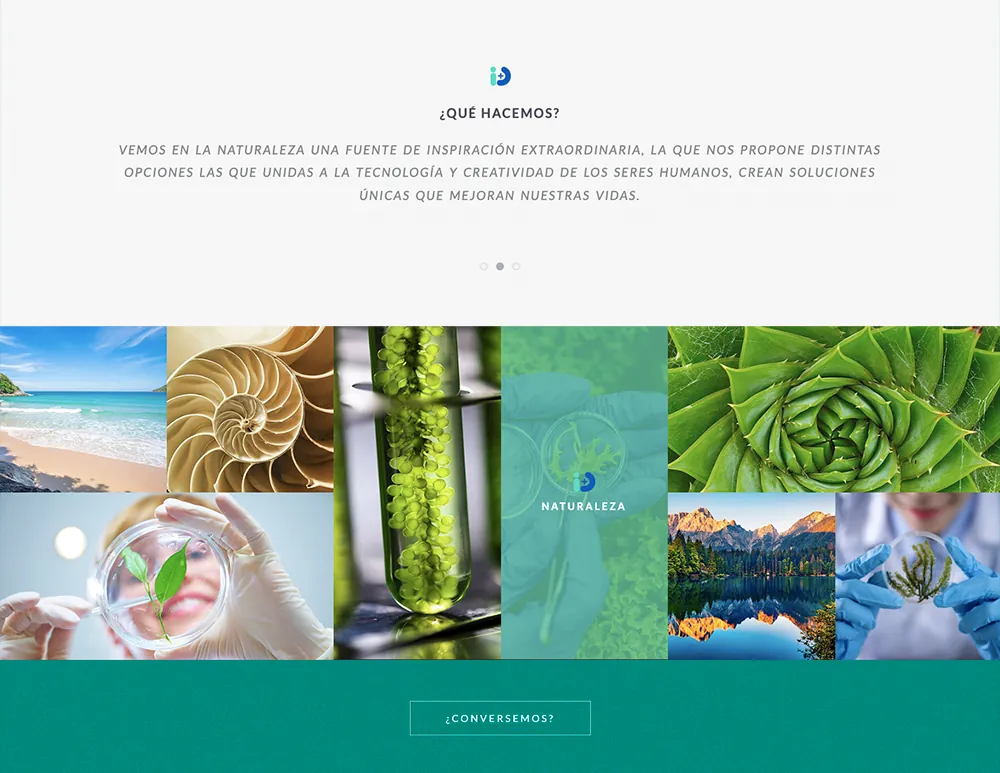 ¿QUÉ HACEMOS?
VEMOS EN LA NATURALEZA UNA FUENTE DE INSPIRACIÓN EXTRAORDINARIA, LA QUE NOS PROPONE DISTINTAS
OPCIONES LAS QUE UNIDAS A LA TECNOLOGÍA Y CREATIVIDAD DE LOS SERES HUMANOS, CREAN SOLUCIONES
ÚNICAS QUE MEJORAN NUESTRAS VIDAS.
NATURALEZA
¿CONVERSEMOS?